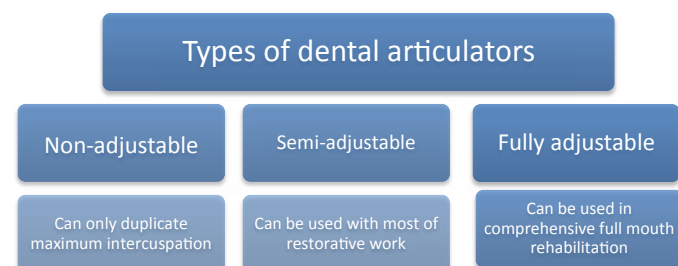 Types of dental articulators
Non-adjustable
Semi-adjustable
Fully adjustable
Can only duplicate
maximum intercuspation
Can be used with most of
restorative work
Can be used in
comprehensive full mouth
rehabilitation